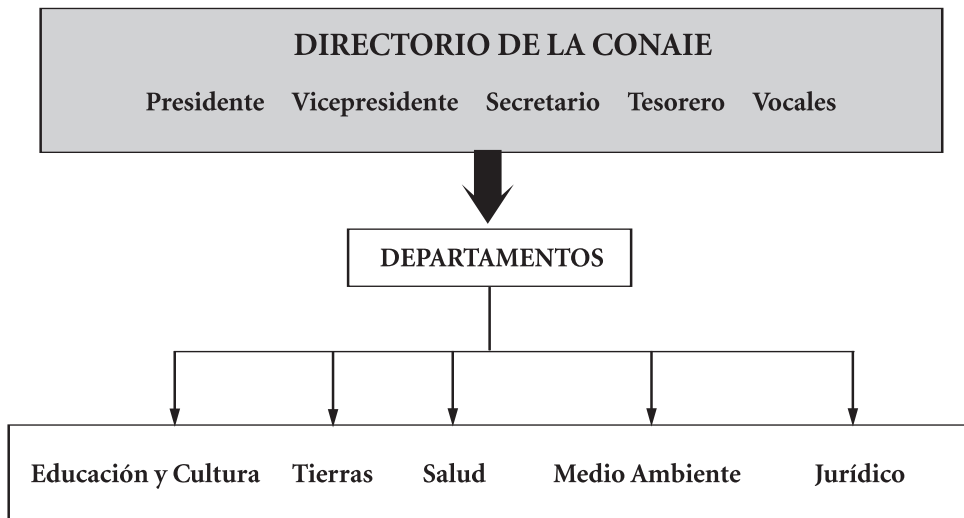 DIRECTORIO DE LA CONAIE
Presidente Vicepresidente Secretario Tesorero Vocales
DEPARTAMENTOS
Educación y Cultura Tierras Salud Medio Ambiente Jurídico